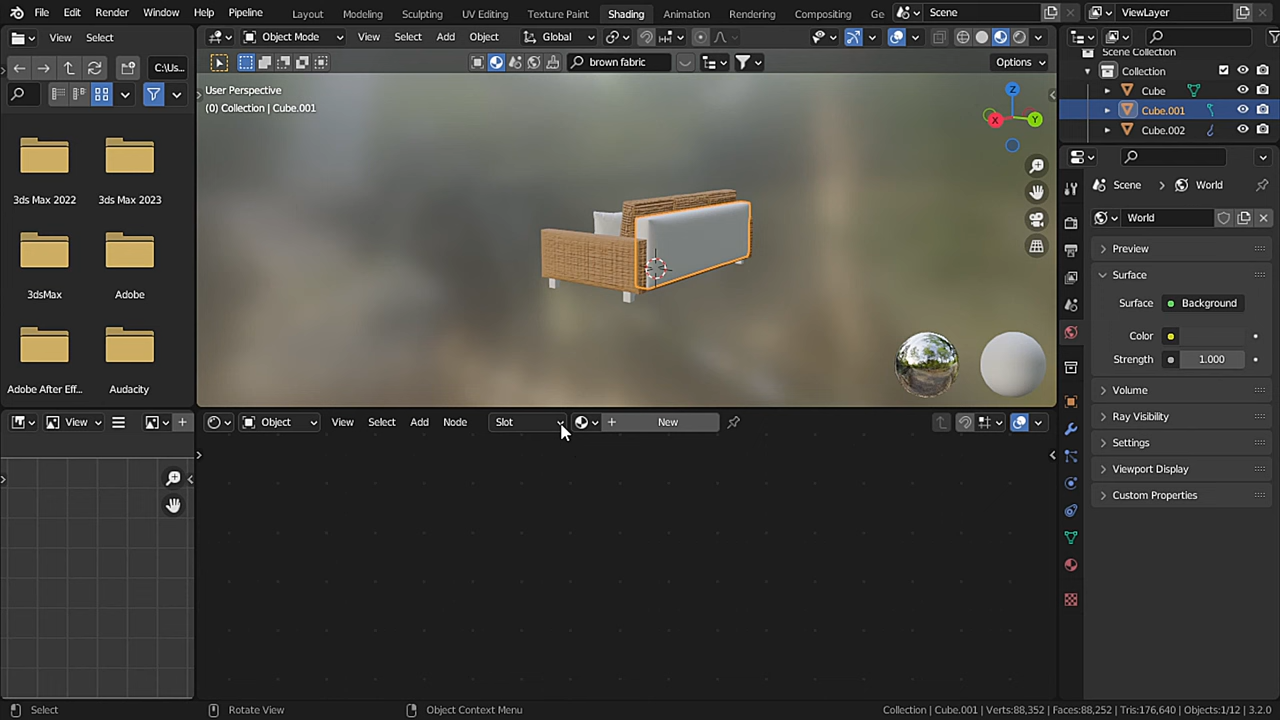 File Edit Render Window Help Pipeline Layout Modeling Sculpting UV Editing Texture Paint Shading Animation Rendering Compositing Ge Scene ViewLayer
View Select
Object Mode View Select Add Object Global
C:\Us...
brown fabric Options
User Perspective
(0) Collection | Cube.001
Z
X
Y
3ds Max 2022 3ds Max 2023
3dsMax Adobe
Adobe After Eff... Audacity
Scene Collection
Collection
Cube
Cube.001
Cube.002
Scene World
World
Preview
Surface
Surface Background
Color
Strength 1.000
Volume
Ray Visibility
Settings
Viewport Display
Custom Properties
View
Object View Select Add Node Slot New
Select Rotate View Object Context Menu Collection | Cube.001 | Verts:88,352 | Faces:88,252 | Tris:176,640 | Objects:1/12 | 3.2.0